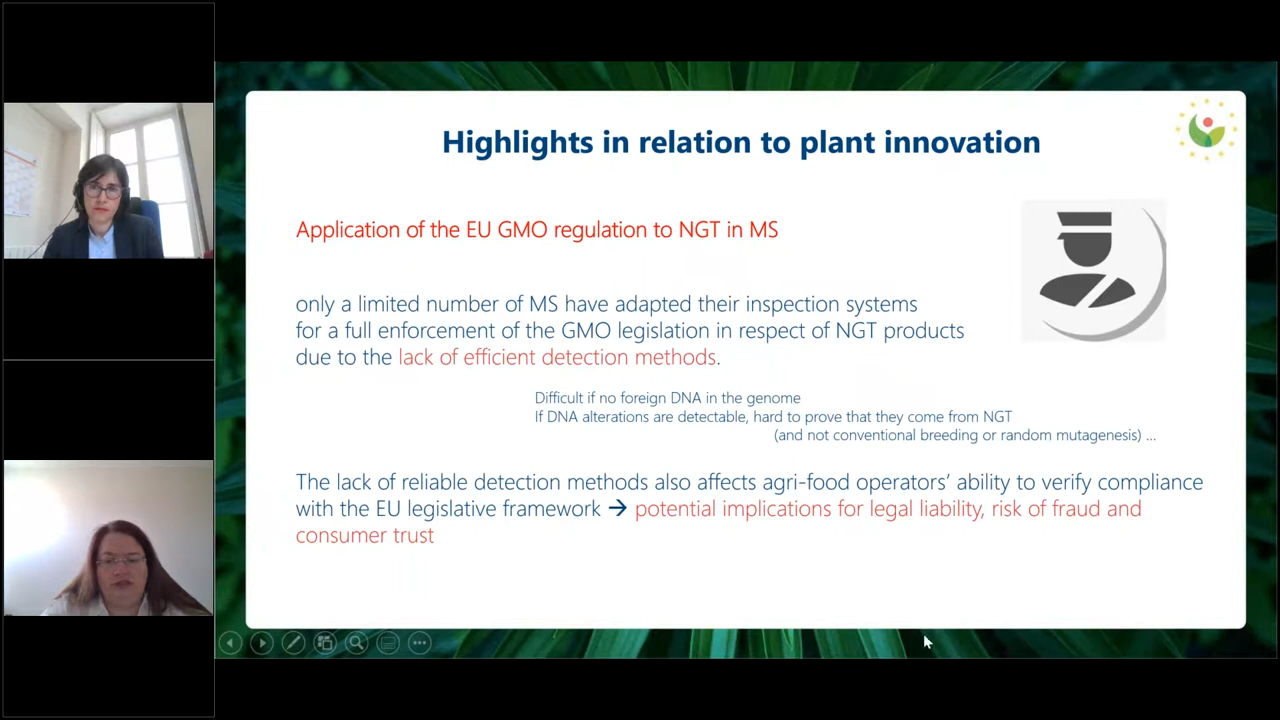 Highlights in relation to plant innovation
Application of the EU GMO regulation to NGT in MS
only a limited number of MS have adapted their inspection systems
for a full enforcement of the GMO legislation in respect of NGT products
due to the lack of efficient detection methods.
Difficult if no foreign DNA in the genome
If DNA alterations are detectable, hard to prove that they come from NGT
(and not conventional breeding or random mutagenesis) ...
The lack of reliable detection methods also affects agri-food operators’ ability to verify compliance
with the EU legislative framework → potential implications for legal liability, risk of fraud and
consumer trust